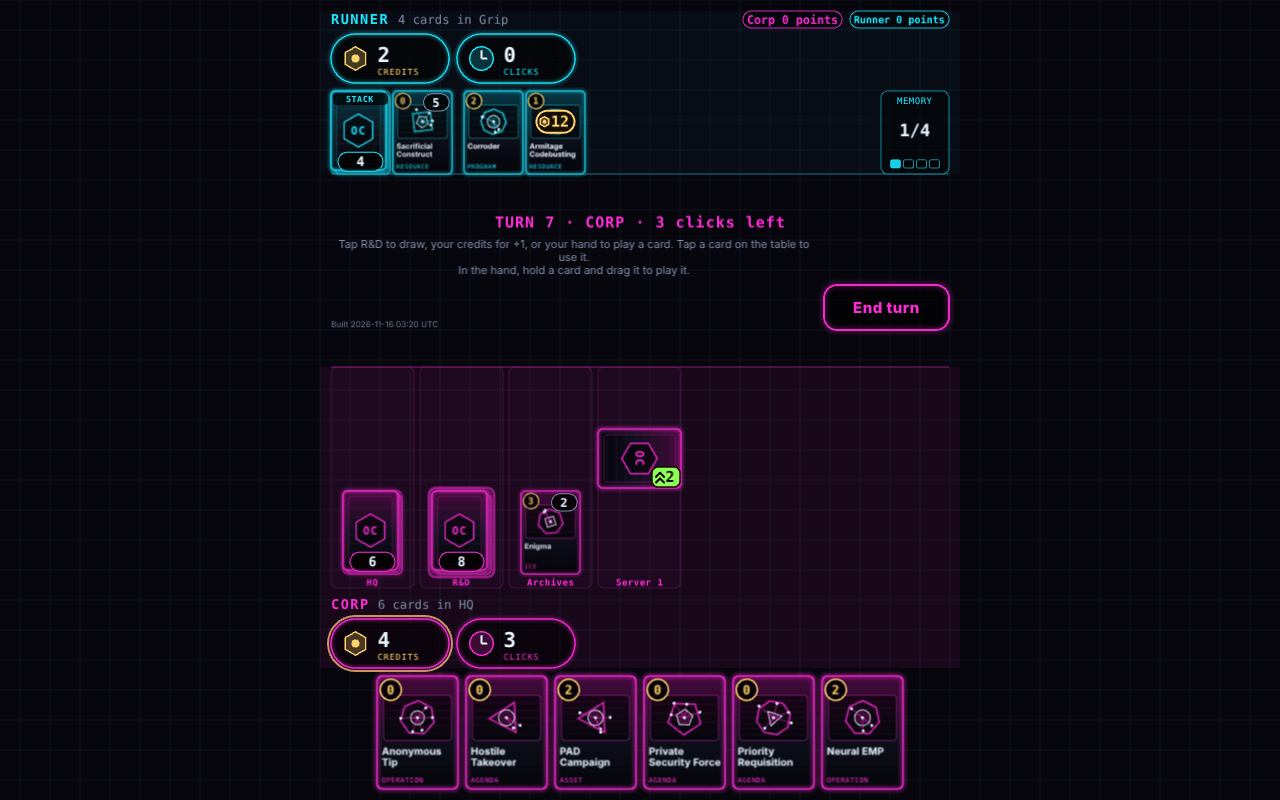 RUNNER 4 cards in Grip
Corp 0 points
Runner 0 points
2 CREDITS
0 CLICKS
STACK
OC
4
0
5
Sacrificial
Construct
RESOURCE
2
Corroder
PROGRAM
1
12
Armitage
Codebusting
RESOURCE
MEMORY
1/4
TURN 7 · CORP · 3 clicks left
Tap R&D to draw, your credits for +1, or your hand to play a card. Tap a card on the table to
use it.
In the hand, hold a card and drag it to play it.
End turn
Built 2026-11-16 03:20 UTC
OC
2
OC
6
HQ
OC
8
R&D
3
2
Enigma
ICE
Archives
Server 1
CORP 6 cards in HQ
4 CREDITS
3 CLICKS
0
Anonymous
Tip
OPERATION
0
Hostile
Takeover
AGENDA
2
PAD
Campaign
ASSET
0
Private
Security Force
AGENDA
0
Priority
Requisition
AGENDA
2
Neural EMP
OPERATION